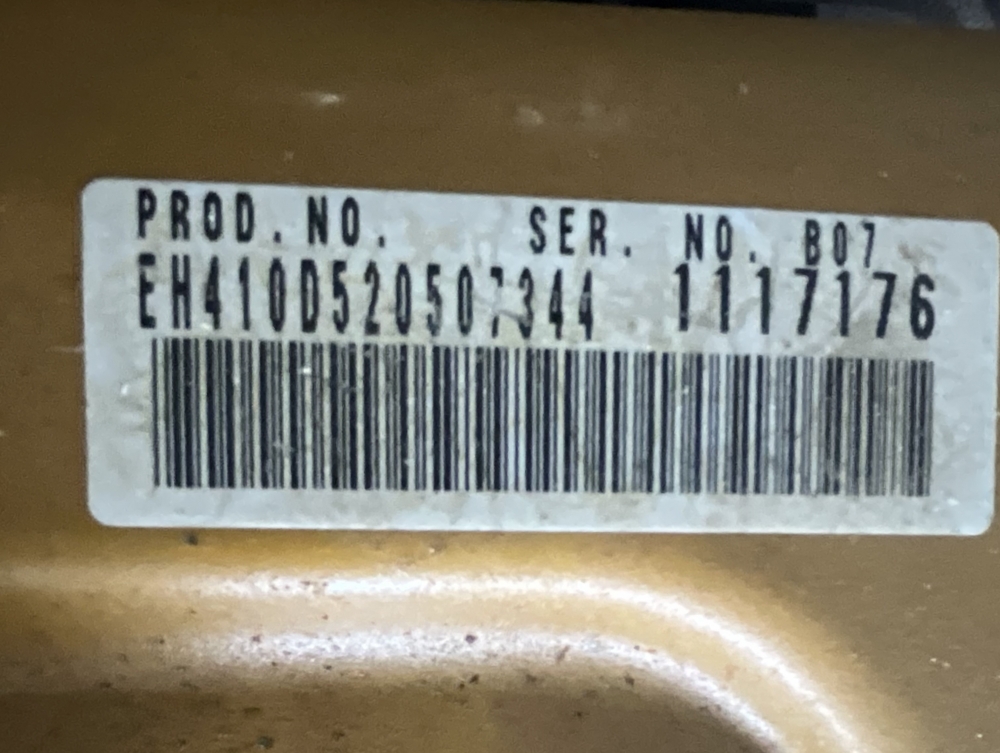 PROD. NO. SER. NO. B07
EH410D520507344 1117176